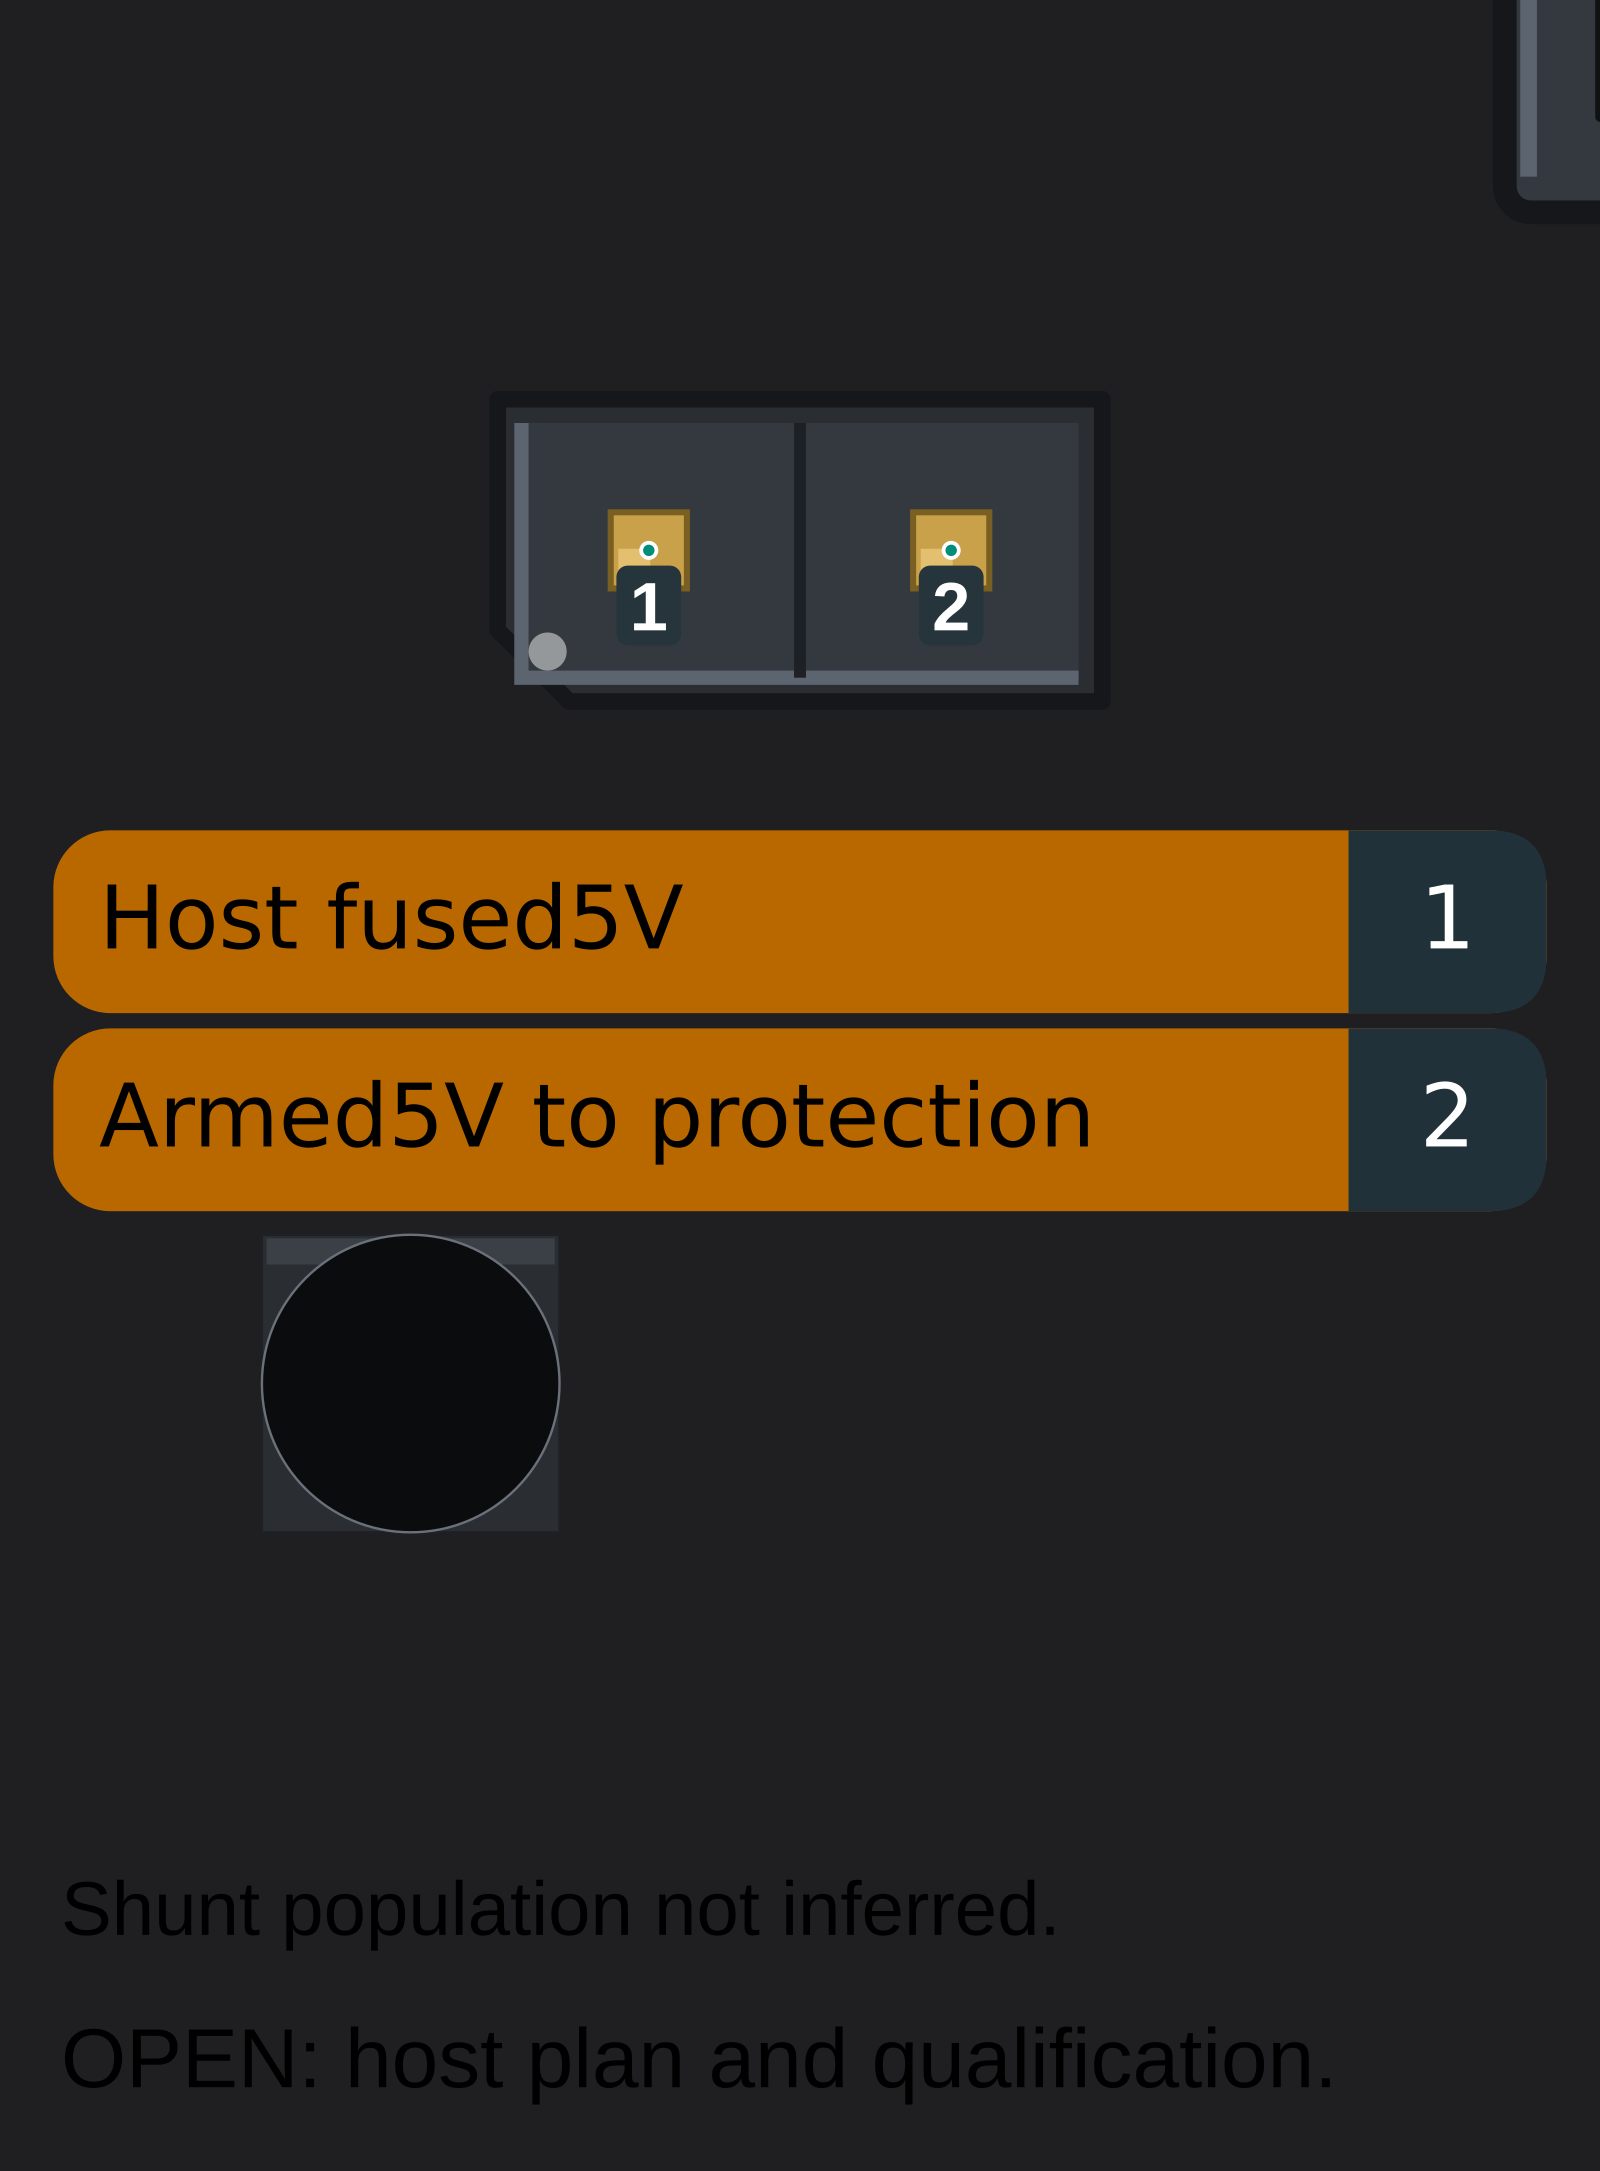 1 2
Host fused5V 1
Armed5V to protection 2
Shunt population not inferred.
OPEN: host plan and qualification.